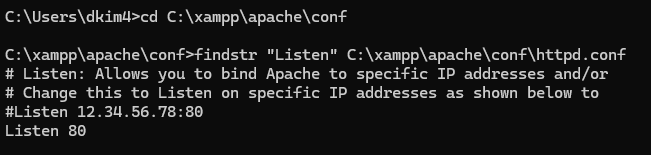 C:\Users\dkim4>cd C:\xampp\apache\conf
C:\xampp\apache\conf>findstr "Listen" C:\xampp\apache\conf\httpd.conf
# Listen: Allows you to bind Apache to specific IP addresses and/or
# Change this to Listen on specific IP addresses as shown below to
#Listen 12.34.56.78:80
Listen 80